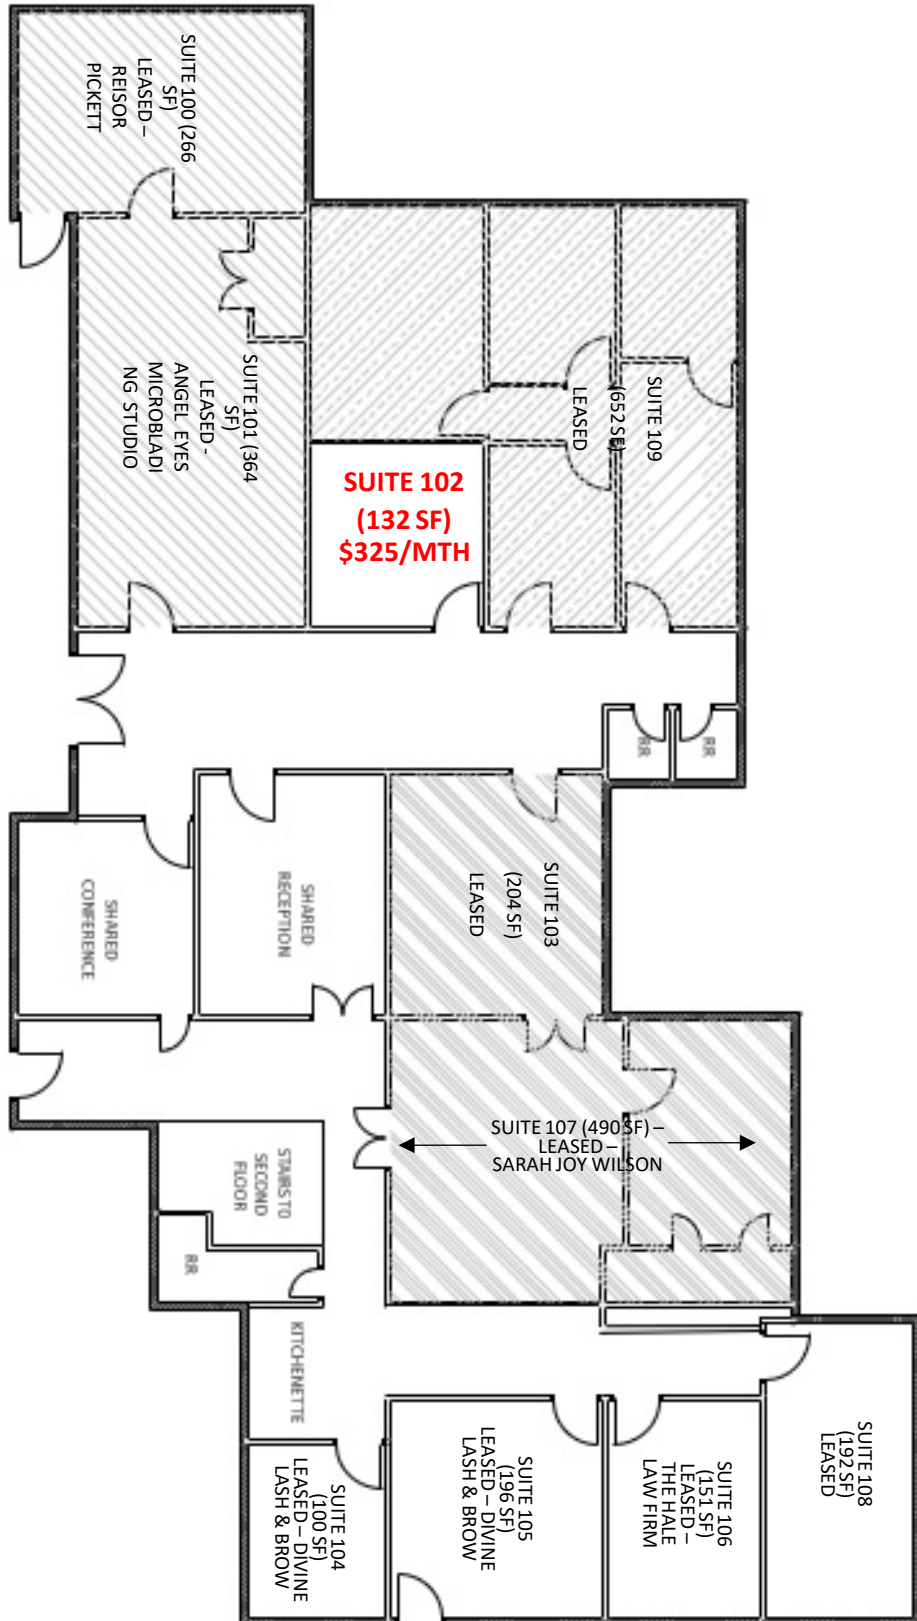 SUITE 100 (266
SF)
LEASED –
REISOR
PICKETT
SUITE 101 (364
SF)
LEASED -
ANGEL EYES
MICROBLADI
NG STUDIO
SUITE 109
(652 SF)
LEASED
SUITE 102
(132 SF)
$325/MTH
RR
RR
SUITE 103
(204 SF)
LEASED
SHARED
RECEPTION
SHARED
CONFERENCE
SUITE 107 (490 SF) –
LEASED –
SARAH JOY WILSON
STAIRS TO
SECOND
FLOOR
RR
KITCHENETTE
SUITE 104
(100 SF)
LEASED – DIVINE
LASH & BROW
SUITE 105
(196 SF)
LEASED – DIVINE
LASH & BROW
SUITE 106
(151 SF)
LEASED –
THE HALE
LAW FIRM
SUITE 108
(192 SF)
LEASED